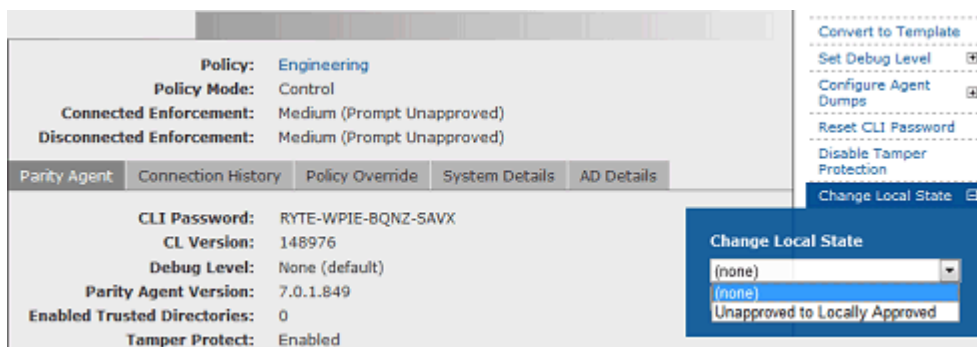 Convert to Template
Set Debug Level
Configure Agent
Dumps
Reset CLI Password
Disable Tamper
Protection
Change Local State
Policy: Engineering
Policy Mode: Control
Connected Enforcement: Medium (Prompt Unapproved)
Disconnected Enforcement: Medium (Prompt Unapproved)
Parity Agent Connection History Policy Override System Details AD Details
CLI Password: RYTE-WPIE-BQNZ-SAVX
CL Version: 148976
Debug Level: None (default)
Parity Agent Version: 7.0.1.849
Enabled Trusted Directories: 0
Tamper Protect: Enabled
Change Local State
(none)
(none)
Unapproved to Locally Approved